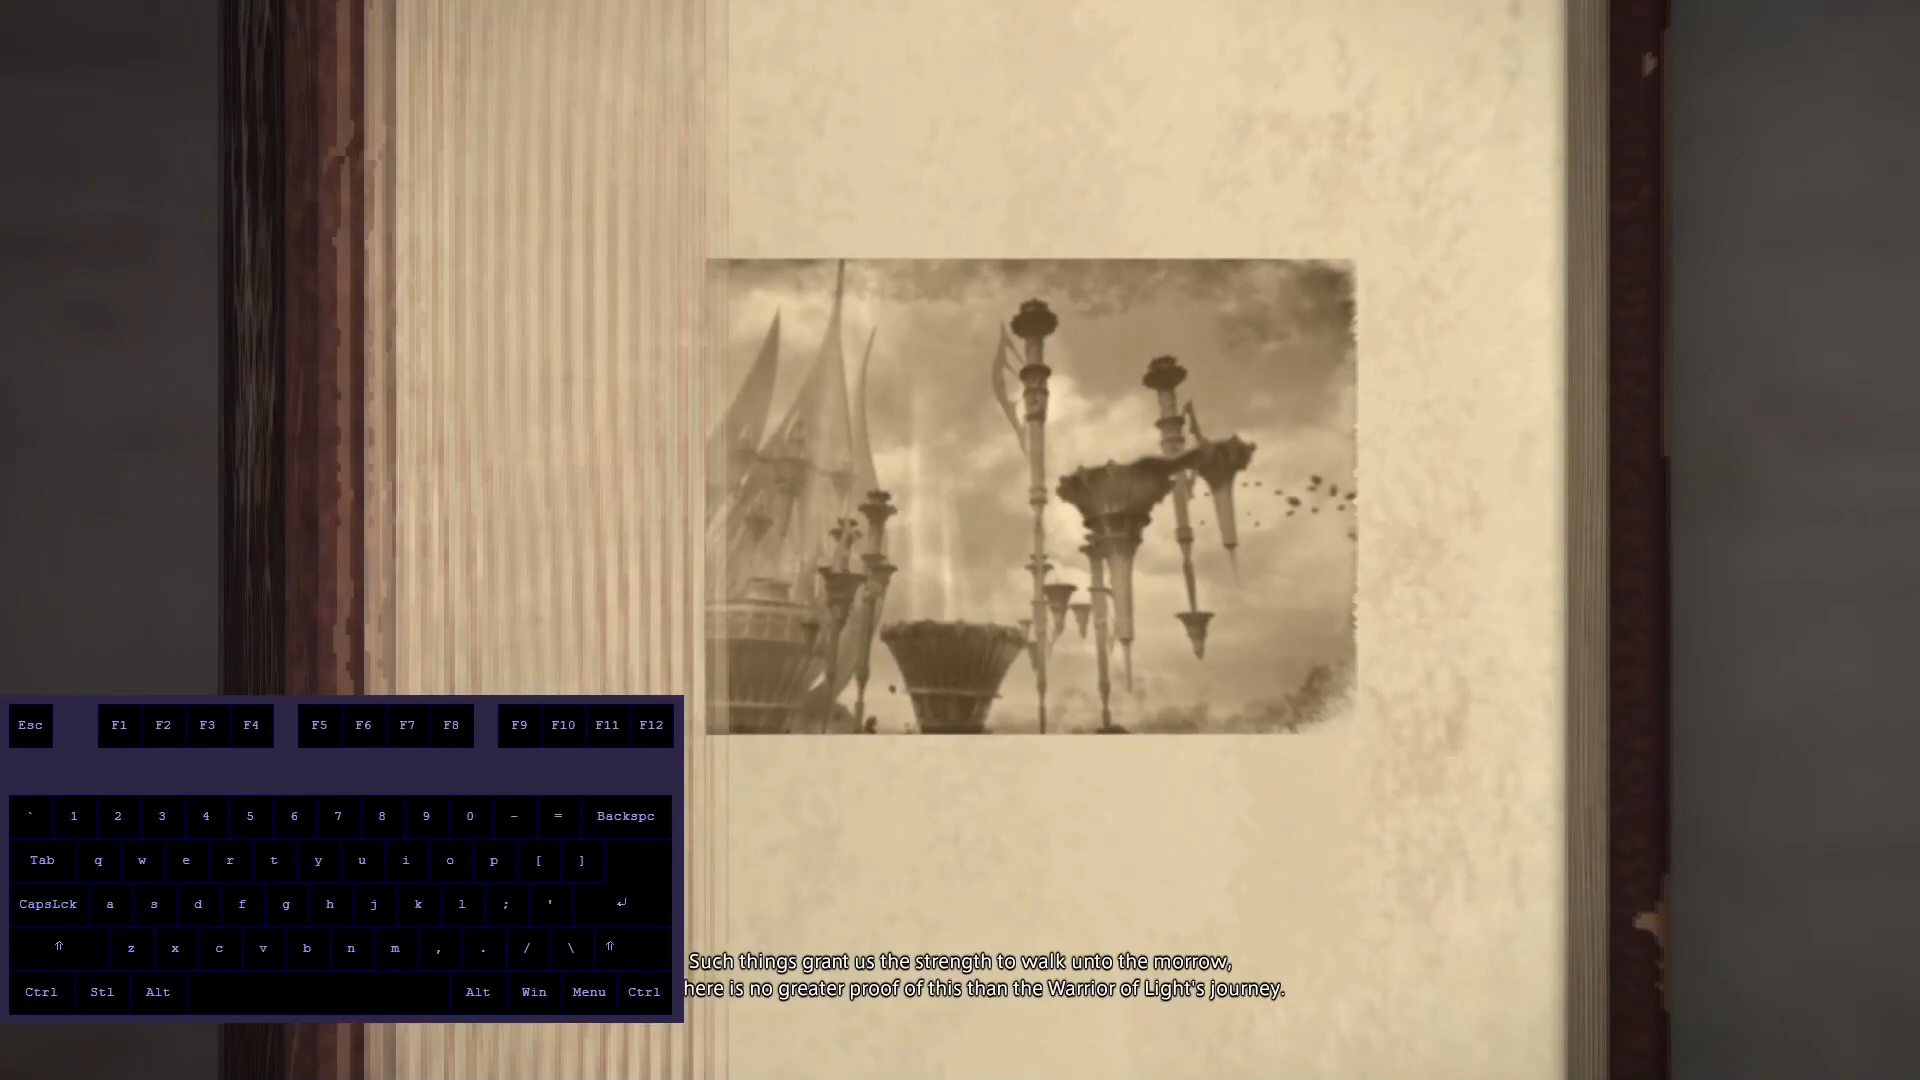 Esc F1 F2 F3 F4 F5 F6 F7 F8 F9 F10 F11 F12
` 1 2 3 4 5 6 7 8 9 0 - = Backspc
Tab q w e r t y u i o p [ ]
CapsLck a s d f g h j k l ; ' ↵
⇧ z x c v b n m , . / \ ⇧
Ctrl Stl Alt Alt Win Menu Ctrl
Such things grant us the strength to walk unto the morrow,
here is no greater proof of this than the Warrior of Light's journey.